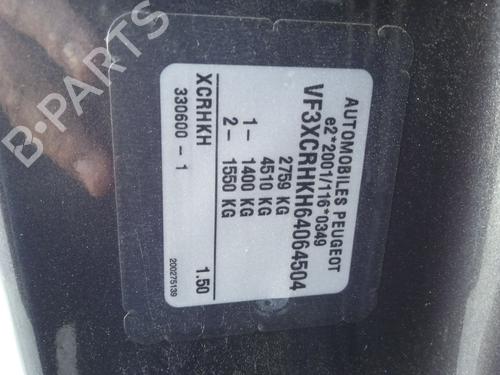 AUTOMOBILES PEUGEOT
e2*2001/116*0349
VF3XCRHKH64064504
2759 KG
4510 KG
1- 1400 KG
2- 1550 KG
XCRHKH 1.50
330600-1
200275139
B-PARTS